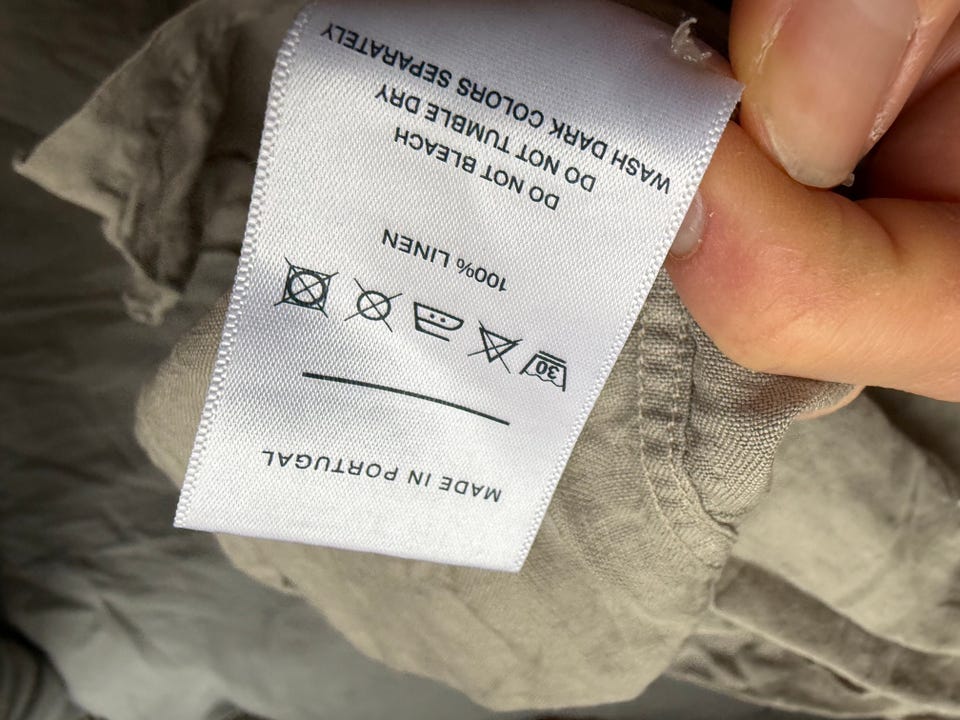 MADE IN PORTUGAL
30
100% LINEN
DO NOT BLEACH
DO NOT TUMBLE DRY
WASH DARK COLORS SEPARATELY